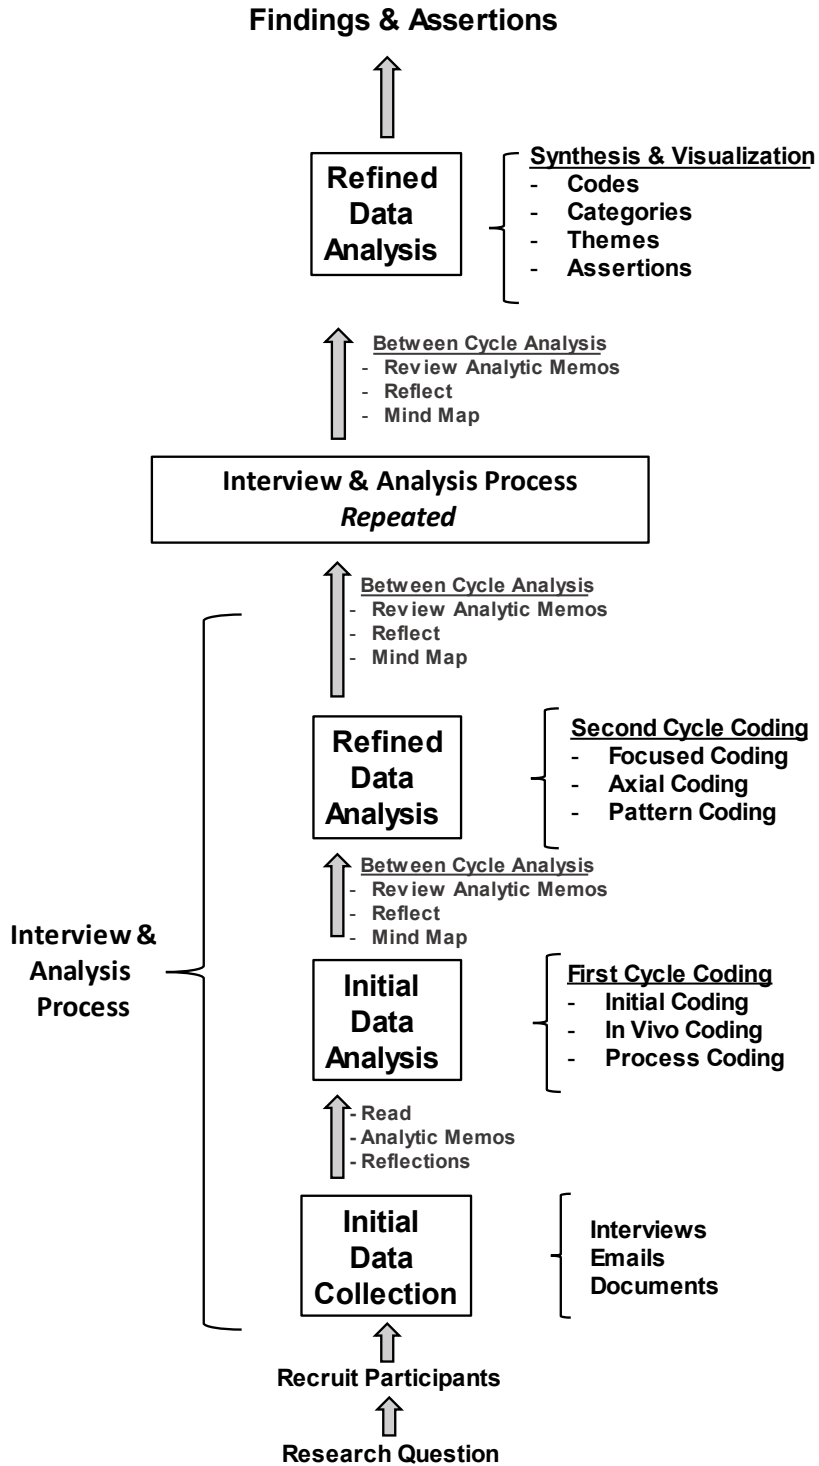 Findings & Assertions
Refined
Data
Analysis
Synthesis & Visualization
- Codes
- Categories
- Themes
- Assertions
Between Cycle Analysis
- Review Analytic Memos
- Reflect
- Mind Map
Interview & Analysis Process
Repeated
Between Cycle Analysis
- Review Analytic Memos
- Reflect
- Mind Map
Refined
Data
Analysis
Second Cycle Coding
- Focused Coding
- Axial Coding
- Pattern Coding
Between Cycle Analysis
- Review Analytic Memos
- Reflect
- Mind Map
Interview &
Analysis
Process
Initial
Data
Analysis
First Cycle Coding
- Initial Coding
- In Vivo Coding
- Process Coding
- Read
- Analytic Memos
- Reflections
Initial
Data
Collection
Interviews
Emails
Documents
Recruit Participants
Research Question